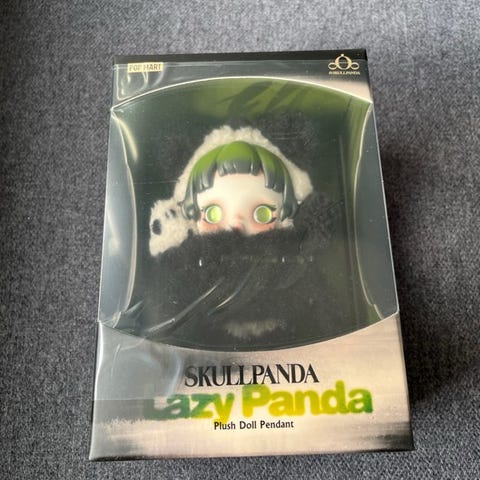 POP MART
SKULLPANDA
SKULLPANDA
Lazy Panda
Plush Doll Pendant